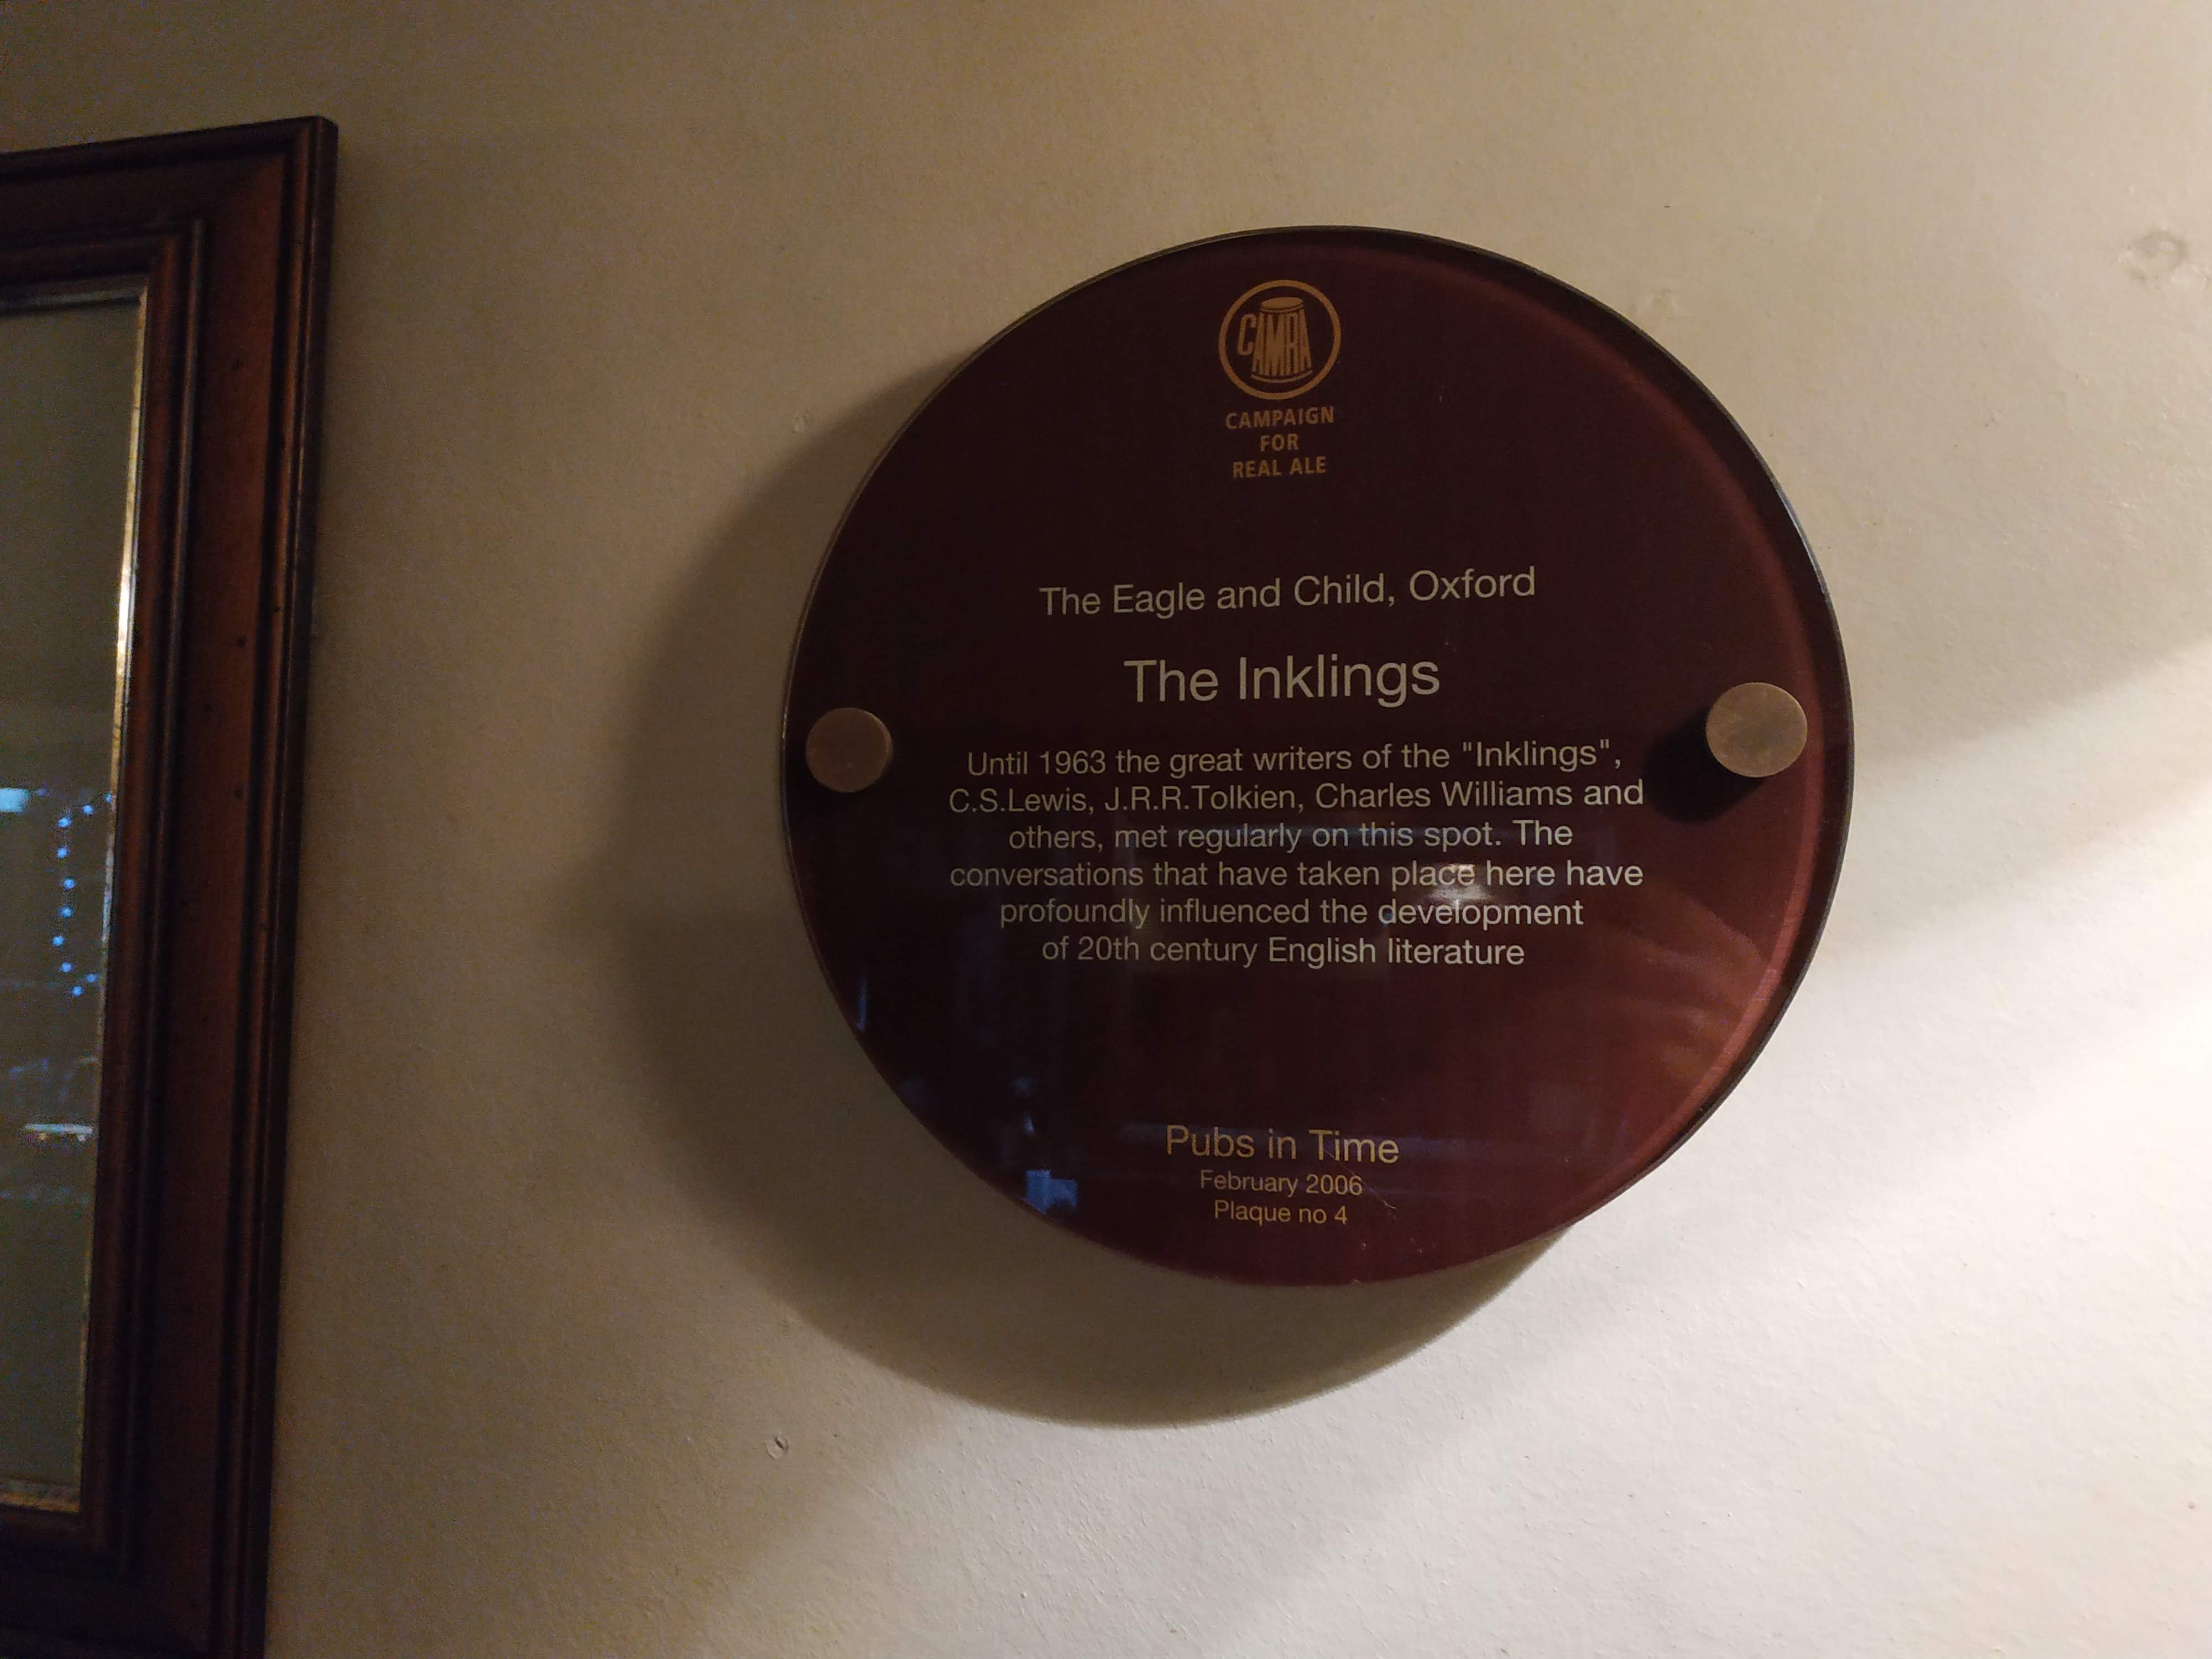 CAMRA
CAMPAIGN
FOR
REAL ALE
The Eagle and Child, Oxford
The Inklings
Until 1963 the great writers of the "Inklings",
C.S.Lewis, J.R.R.Tolkien, Charles Williams and
others, met regularly on this spot. The
conversations that have taken place here have
profoundly influenced the development
of 20th century English literature
Pubs in Time
February 2006
Plaque no 4